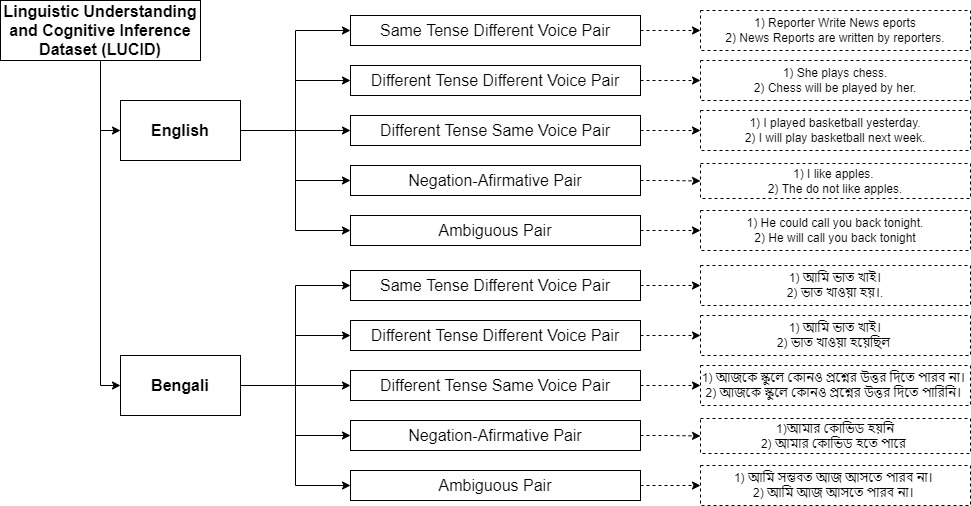 Linguistic Understanding
and Cognitive Inference
Dataset (LUCID)
English
Same Tense Different Voice Pair
1) Reporter Write News eports
2) News Reports are written by reporters.
Different Tense Different Voice Pair
1) She plays chess.
2) Chess will be played by her.
Different Tense Same Voice Pair
1) I played basketball yesterday.
2) I will play basketball next week.
Negation-Afirmative Pair
1) I like apples.
2) The do not like apples.
Ambiguous Pair
1) He could call you back tonight.
2) He will call you back tonight
Bengali
Same Tense Different Voice Pair
1) আমি ভাত খাই।
2) ভাত খাওয়া হয়।.
Different Tense Different Voice Pair
1) আমি ভাত খাই।
2) ভাত খাওয়া হয়েছিল
Different Tense Same Voice Pair
1) আজকে স্কুলে কোনও প্রশ্নের উত্তর দিতে পারব না।
2) আজকে স্কুলে কোনও প্রশ্নের উত্তর দিতে পারিনি।
Negation-Afirmative Pair
1)আমার কোভিড হয়নি
2) আমার কোভিড হতে পারে
Ambiguous Pair
1) আমি সম্ভবত আজ আসতে পারব না।
2) আমি আজ আসতে পারব না।